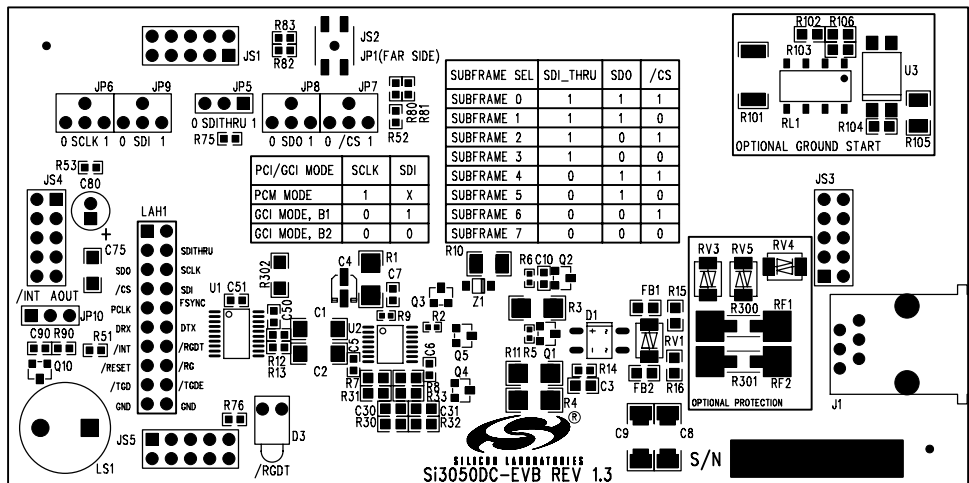 R83
R82
JS1
JS2
JP1(FAR SIDE)
R102 R106
R103
U3
R101
RL1
R104
R105
OPTIONAL GROUND START
JP6 JP9 JP5 JP8 JP7
R80
R81
R52
0 SCLK 1 0 SDI 1
0 SDITHRU 1
R75
0 SDO 1 0 /CS 1
SUBFRAME SEL SDI_THRU SDO /CS
SUBFRAME 0 1 1 1
SUBFRAME 1 1 1 0
SUBFRAME 2 1 0 1
SUBFRAME 3 1 0 0
SUBFRAME 4 0 1 1
SUBFRAME 5 0 1 0
SUBFRAME 6 0 0 1
SUBFRAME 7 0 0 0
PCI/GCI MODE SCLK SDI
PCM MODE 1 X
GCI MODE, B1 0 1
GCI MODE, B2 0 0
R53
JS4
C80
+
C75
LAH1
SDITHRU
SDO SCLK
/CS SDI
FSYNC
PCLK
DRX DTX
/INT /RGDT
/RESET /RG
/TGD /TGDE
GND GND
/INT AOUT
JP10
C90 R90
R51
Q10
LS1
JS5
R76
D3
/RGDT
U1 C51
R302
C50
R12
R13
C4
R1
C7
C1
C2
U2
R9
C5
Q3
R2
C6
Q5
Q4
R7
R31
R8
R33
C30
R30
C31
R32
R10
Z1
R6 C10 Q2
R3
R5 Q1
R11
R4
D1
R14
C3
FB1
R15
RV1
FB2
R16
C9 C8
RV3 RV5 RV4
R300
RF1
R301
RF2
OPTIONAL PROTECTION
JS3
J1
®
SILICON LABORATORIES
Si3050DC-EVB REV 1.3
S/N